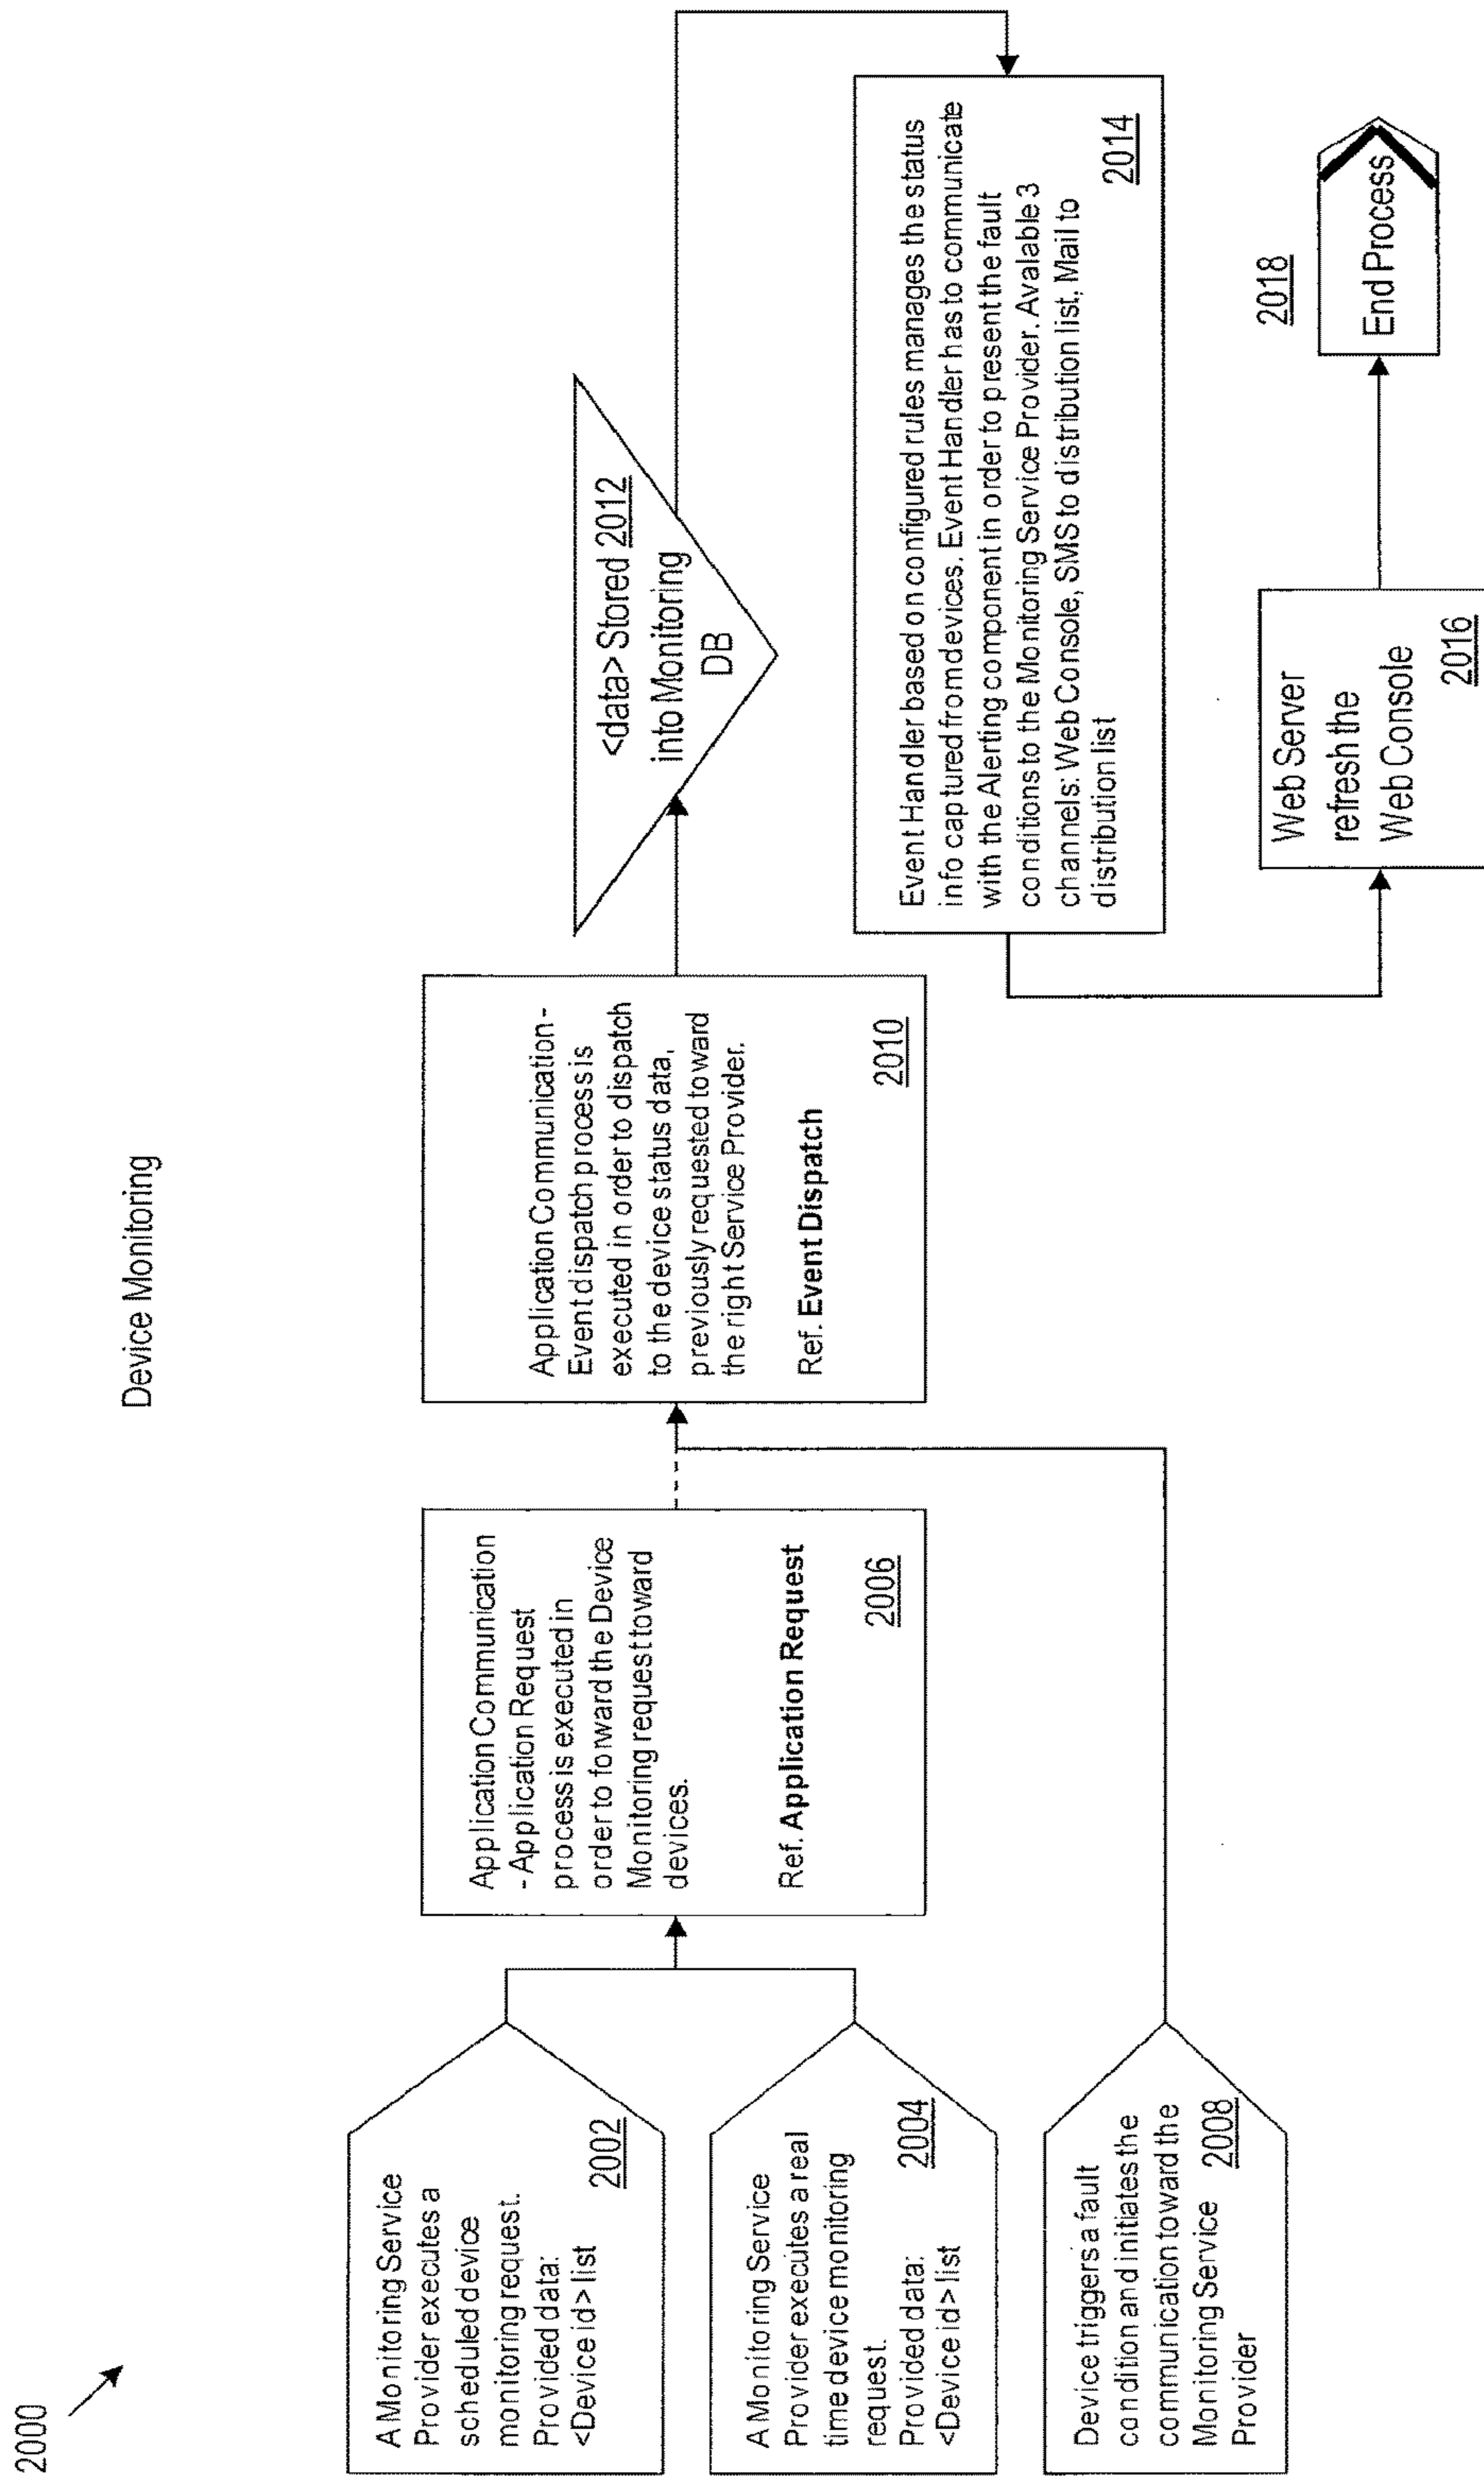 2000
Device Monitoring
A Monitoring Service
Provider executes a
scheduled device
monitoring request.
Provided data:
<Device id> list
2002
A Monitoring Service
Provider executes a real
time device monitoring
request.
Provided data:
<Device id> list
2004
Device triggers a fault
condition and initiates the
communication toward the
Monitoring Service
Provider
2008
Application Communication
- Application Request
process is executed in
order to forward the Device
Monitoring request toward
devices.
Ref. Application Request
2006
Application Communication -
Event dispatch process is
executed in order to dispatch
to the device status data,
previously requested toward
the right Service Provider.
Ref. Event Dispatch
2010
<data> Stored 2012
into Monitoring
DB
Event Handler based on configured rules manages the status
info captured from devices. Event Handler has to communicate
with the Alerting component in order to present the fault
conditions to the Monitoring Service Provider. Avalable 3
channels: Web Console, SMS to distribution list, Mail to
distribution list
2014
Web Server
refresh the
Web Console
2016
2018
End Process